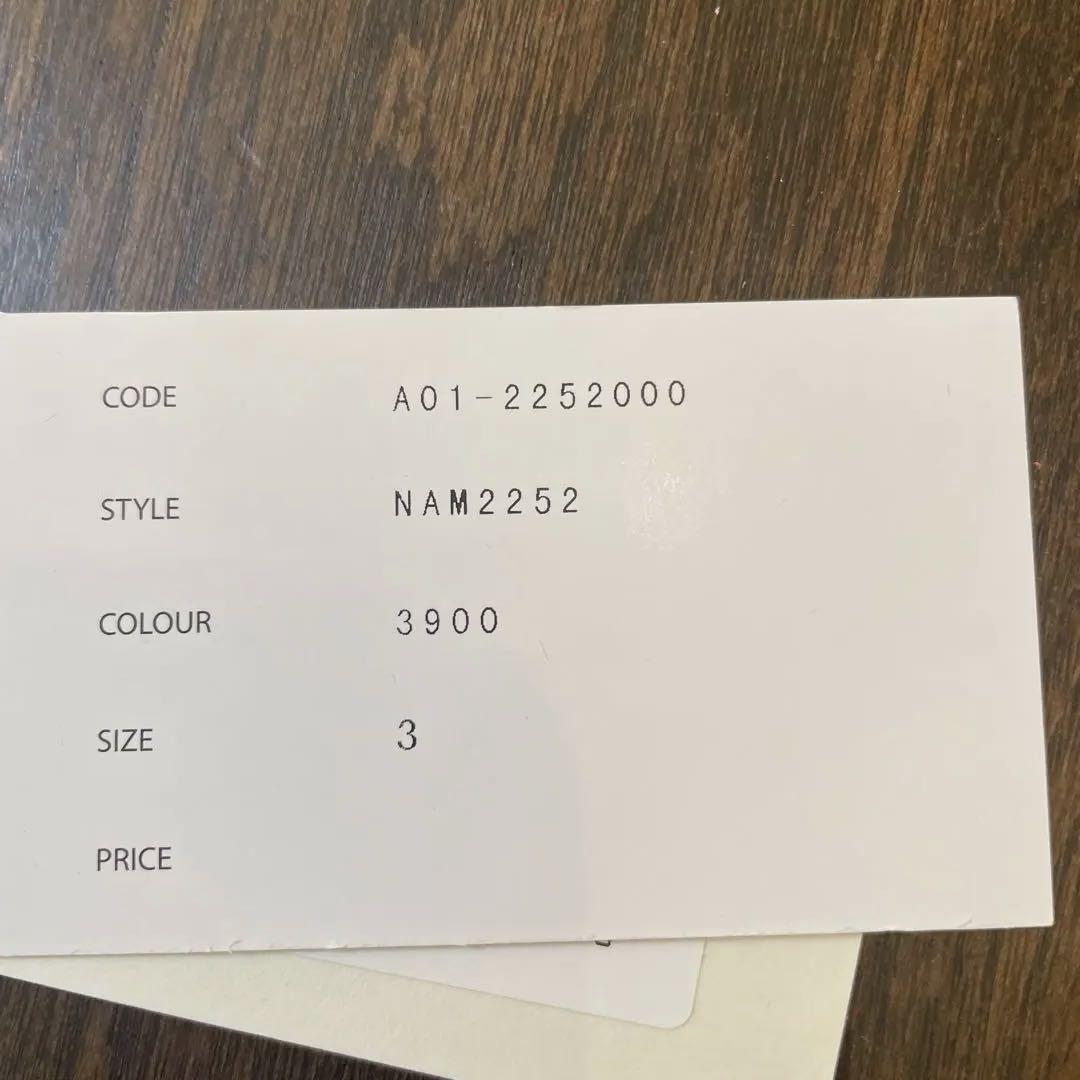 CODE A01-2252000
STYLE NAM2252
COLOUR 3900
SIZE 3
PRICE